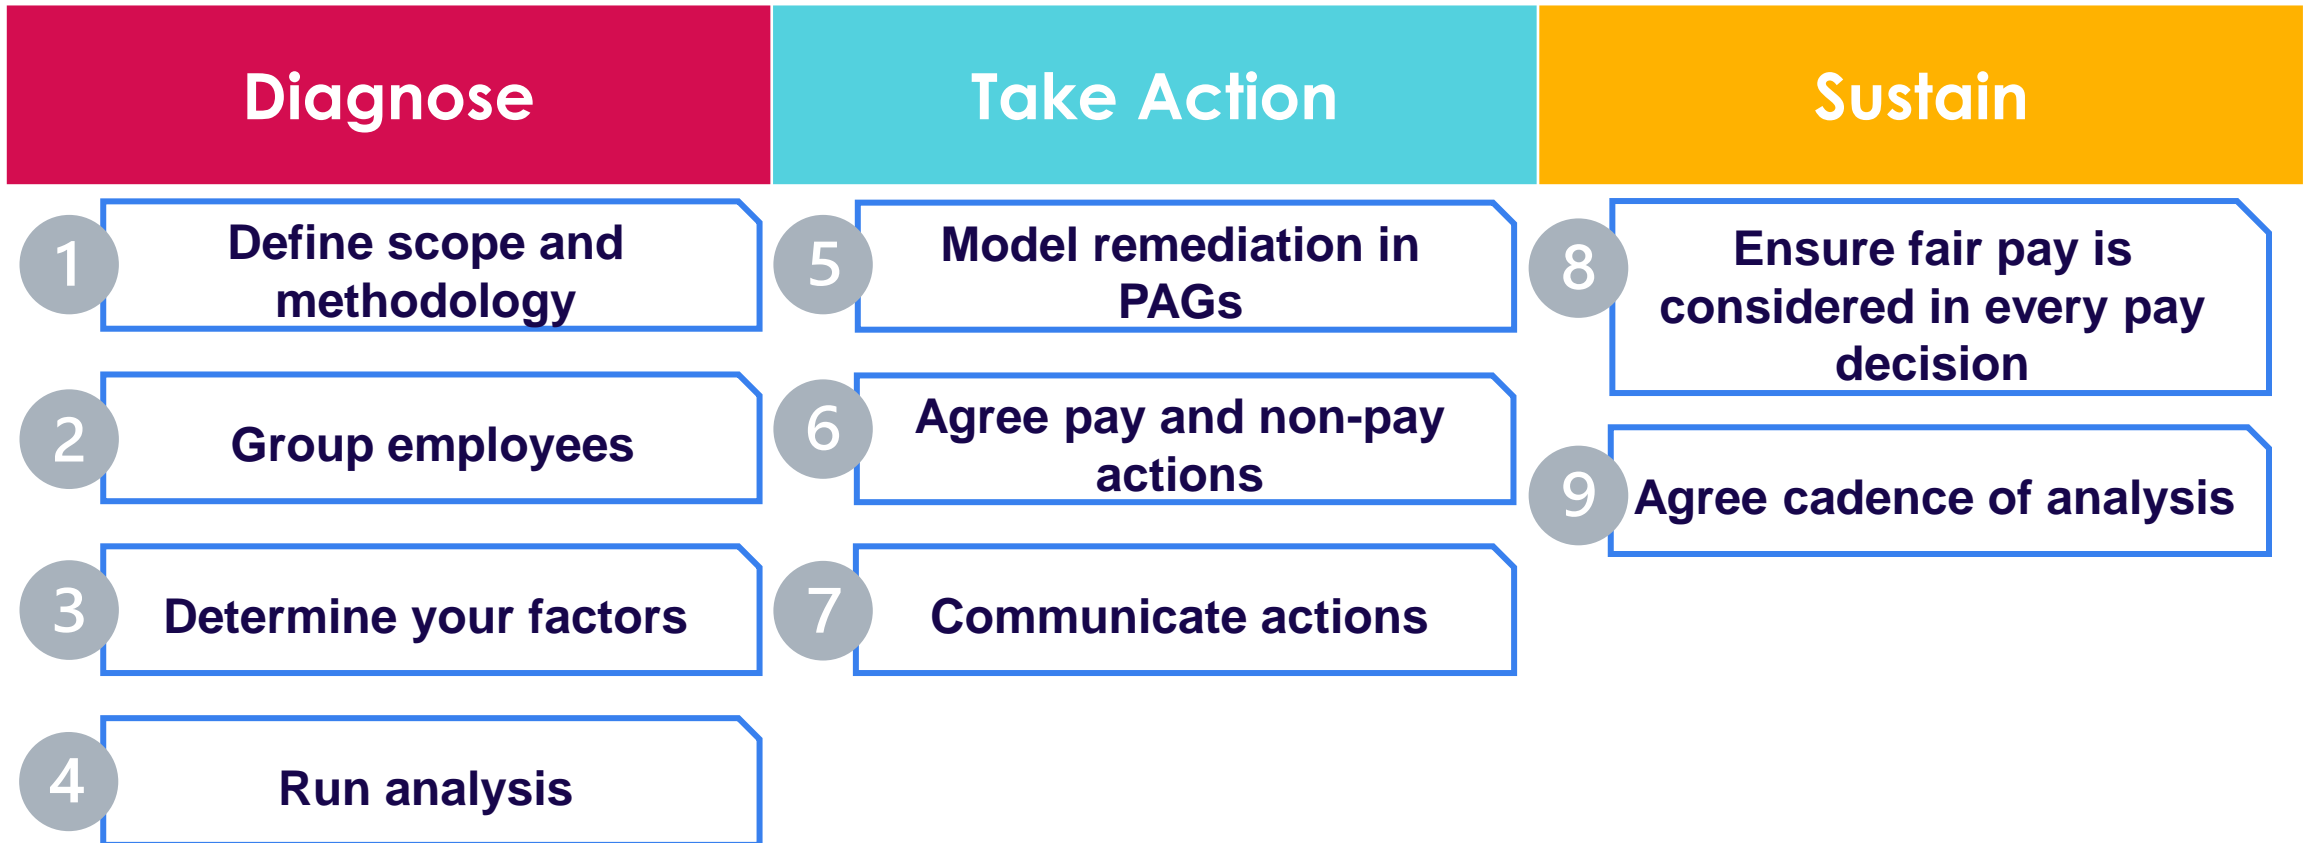 Diagnose
Take Action
Sustain
1
Define scope and
methodology
2
Group employees
3
Determine your factors
4
Run analysis
5
Model remediation in
PAGs
6
Agree pay and non-pay
actions
7
Communicate actions
8
Ensure fair pay is
considered in every pay
decision
9
Agree cadence of analysis